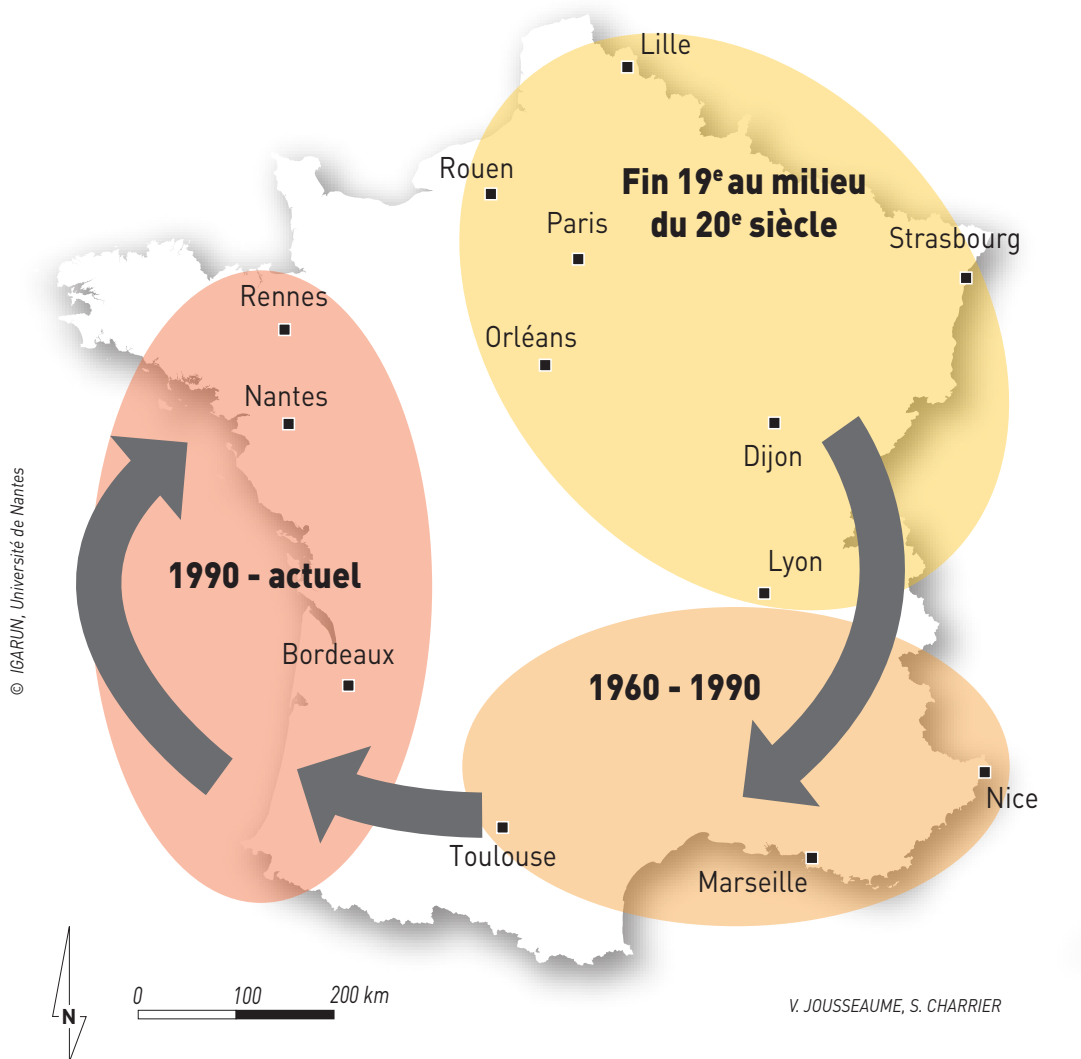 Lille
Rouen
Fin 19e au milieu
du 20e siècle
Paris
Strasbourg
Rennes
Orléans
Nantes
Dijon
© IGARUN, Université de Nantes
Lyon
1990 - actuel
Bordeaux
1960 - 1990
Nice
Toulouse
Marseille
0 100 200 km
N
V. JOUSSEAUME, S. CHARRIER